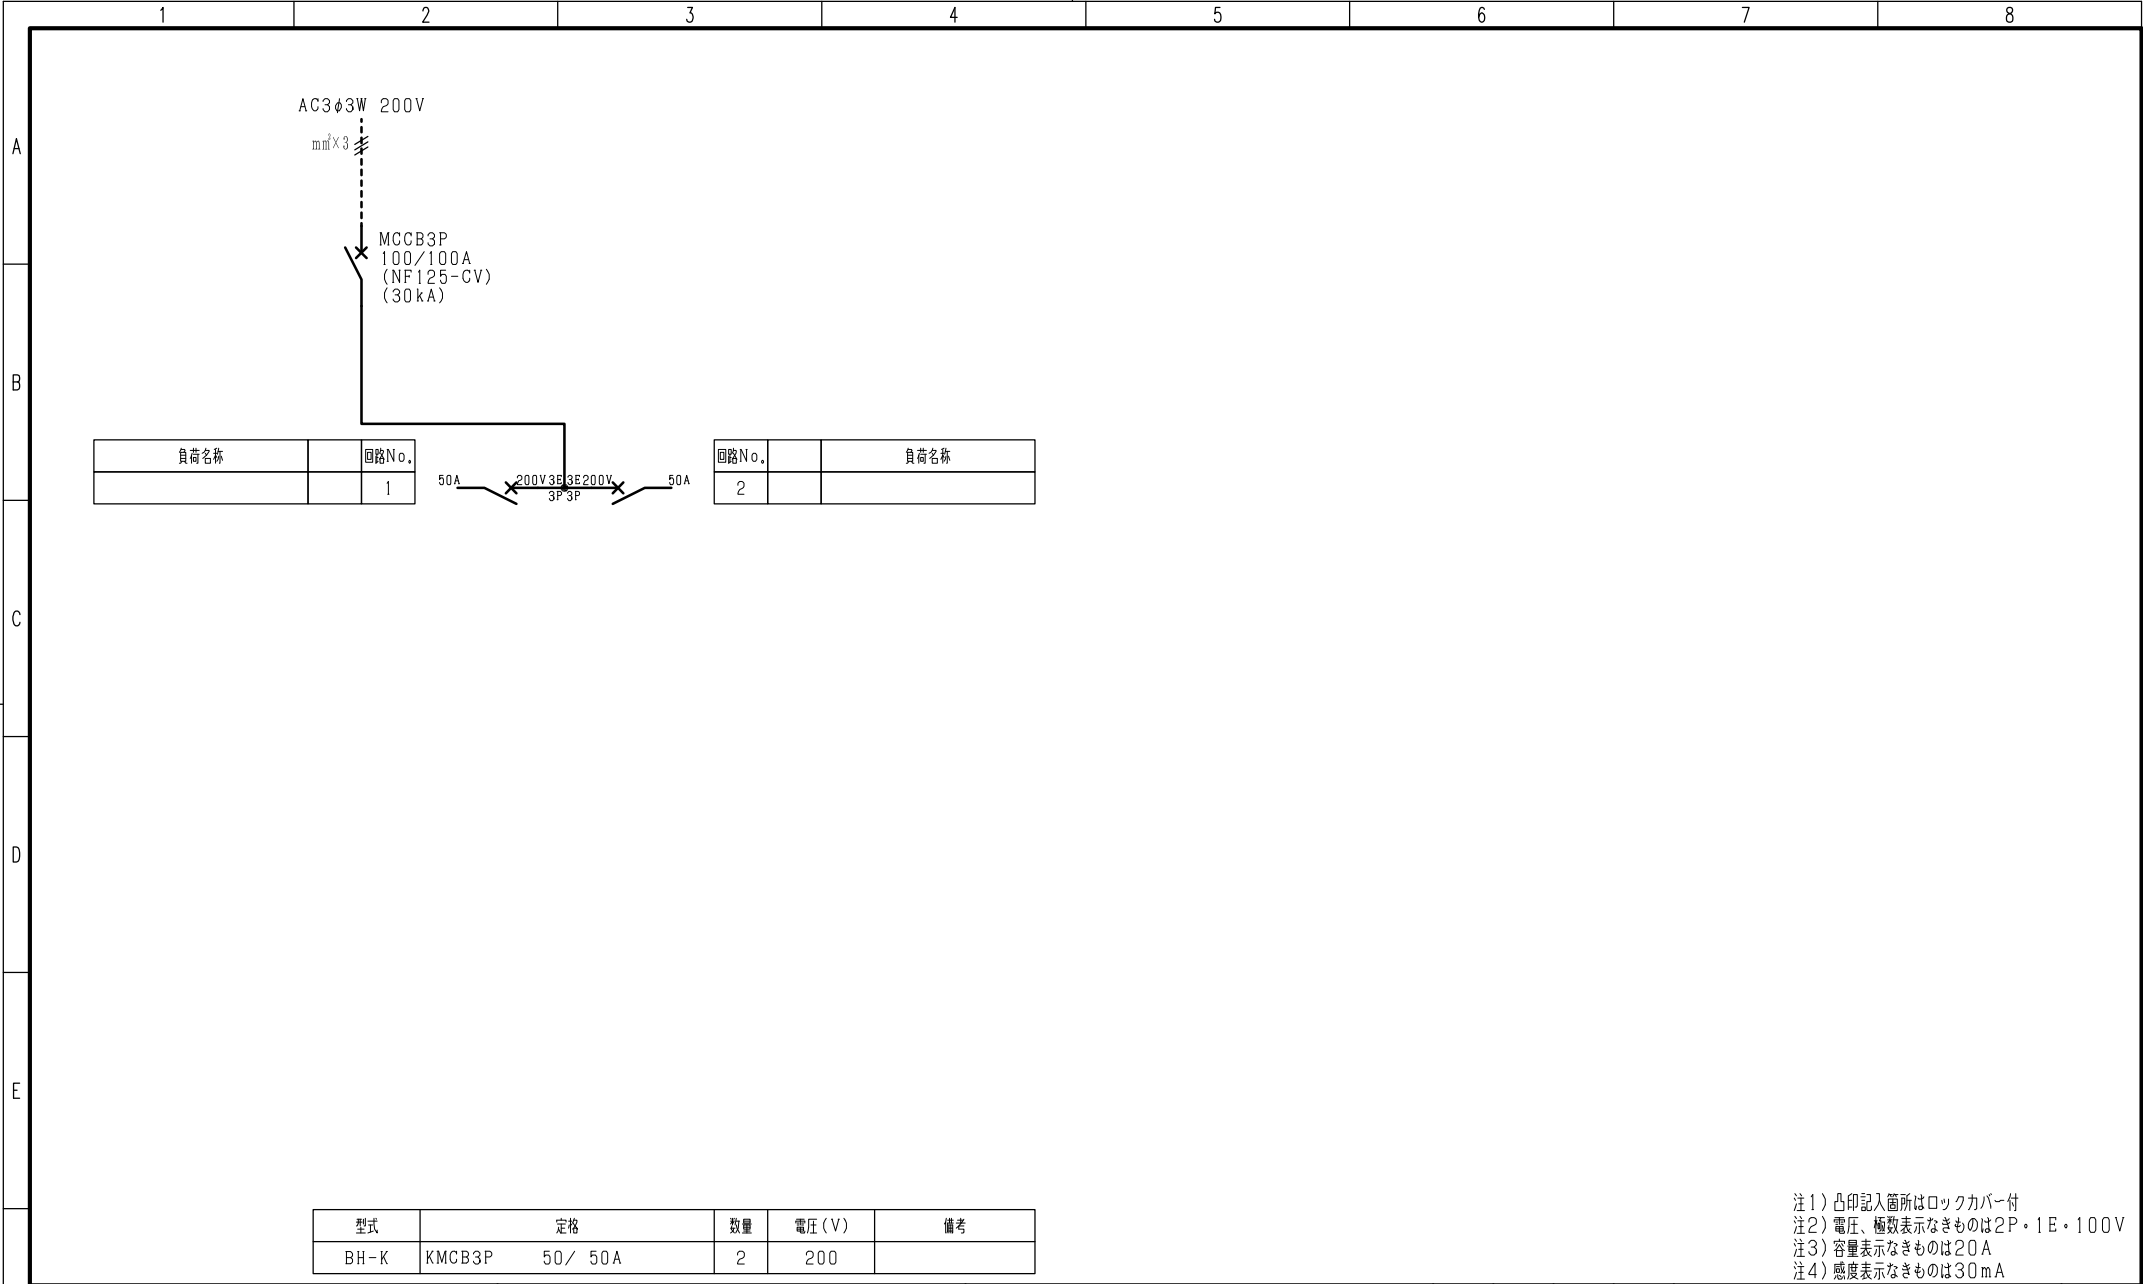 1 2 3 4 5 6 7 8
AC3φ3W 200V
A
mm²×3
MCCB3P
100/100A
(NF125-CV)
(30kA)
B
負荷名称 回路No.
1
50A 200V 3E 3E 200V 50A
3P 3P
回路No. 負荷名称
2
C
D
E
型式 定格 数量 電圧(V) 備考
BH-K KMCB3P 50/ 50A 2 200
注1)凸印記入箇所はロックカバー付
注2)電圧、極数表示なきものは2P・1E・100V
注3)容量表示なきものは20A
注4)感度表示なきものは30mA